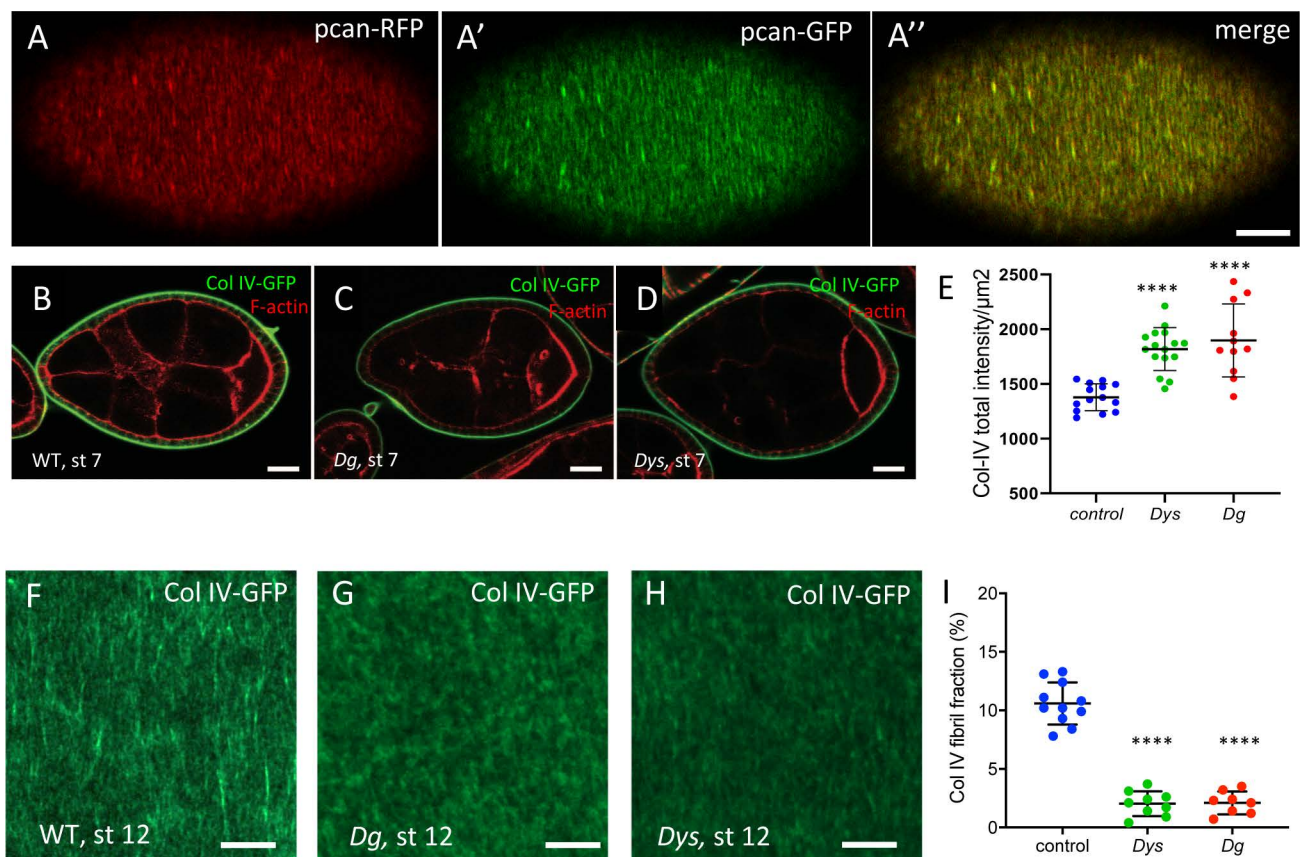 A
pcan-RFP
A'
pcan-GFP
A''
merge
B
Col IV-GFP
F-actin
WT, st 7
C
Col IV-GFP
F-actin
Dg, st 7
D
Col IV-GFP
F-actin
Dys, st 7
E
Col-IV total intensity/µm2
2500
2000
1500
1000
500
****
****
control
Dys
Dg
F
Col IV-GFP
WT, st 12
G
Col IV-GFP
Dg, st 12
H
Col IV-GFP
Dys, st 12
I
Col IV fibril fraction (%)
20
15
10
5
0
****
****
control
Dys
Dg